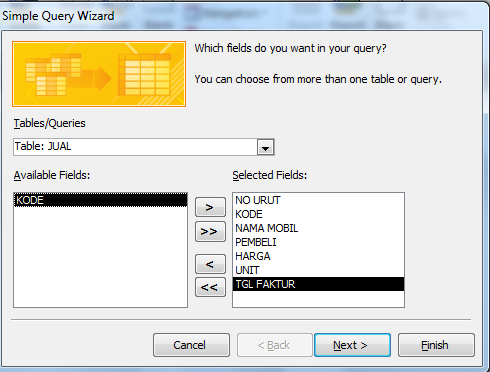 Simple Query Wizard
Which fields do you want in your query?
You can choose from more than one table or query.
Tables/Queries
Table: JUAL
Available Fields:
Selected Fields:
KODE
>
>>
<
<<
NO URUT
KODE
NAMA MOBIL
PEMBELI
HARGA
UNIT
TGL FAKTUR
Cancel
< Back
Next >
Finish